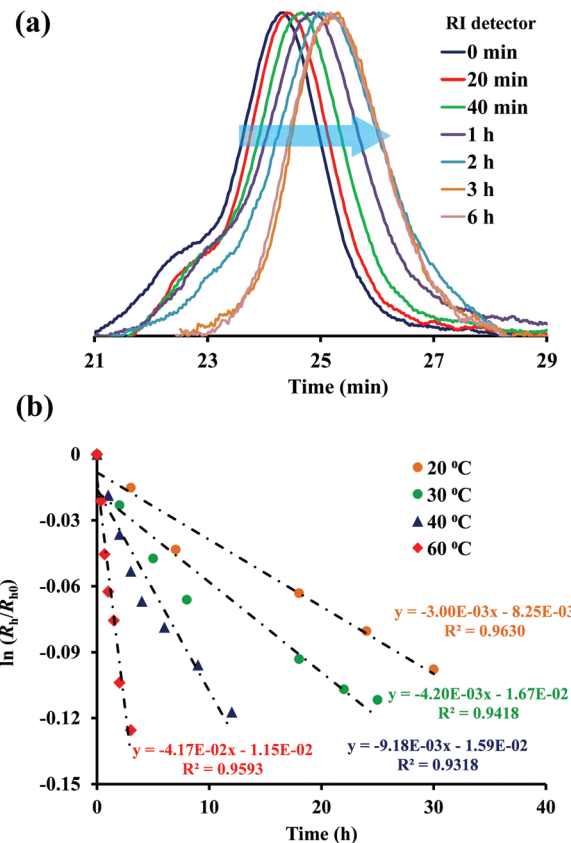 (a)
RI detector
0 min
20 min
40 min
1 h
2 h
3 h
6 h
21 23 25 27 29
Time (min)
(b)
0
-0.03
-0.06
-0.09
-0.12
-0.15
ln (Rh/Rh0)
20 ⁰C
30 ⁰C
40 ⁰C
60 ⁰C
y = -3.00E-03x - 8.25E-03
R² = 0.9630
y = -4.20E-03x - 1.67E-02
R² = 0.9418
y = -4.17E-02x - 1.15E-02
R² = 0.9593
y = -9.18E-03x - 1.59E-02
R² = 0.9318
0 10 20 30 40
Time (h)